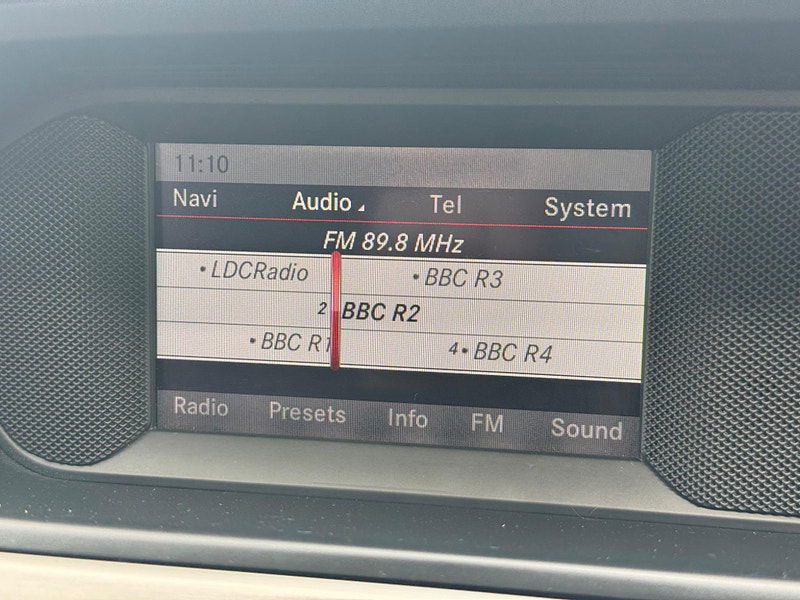 11:10
Navi Audio Tel System
FM 89.8 MHz
•LDCRadio •BBC R3
2 BBC R2
•BBC R1 4•BBC R4
Radio Presets Info FM Sound